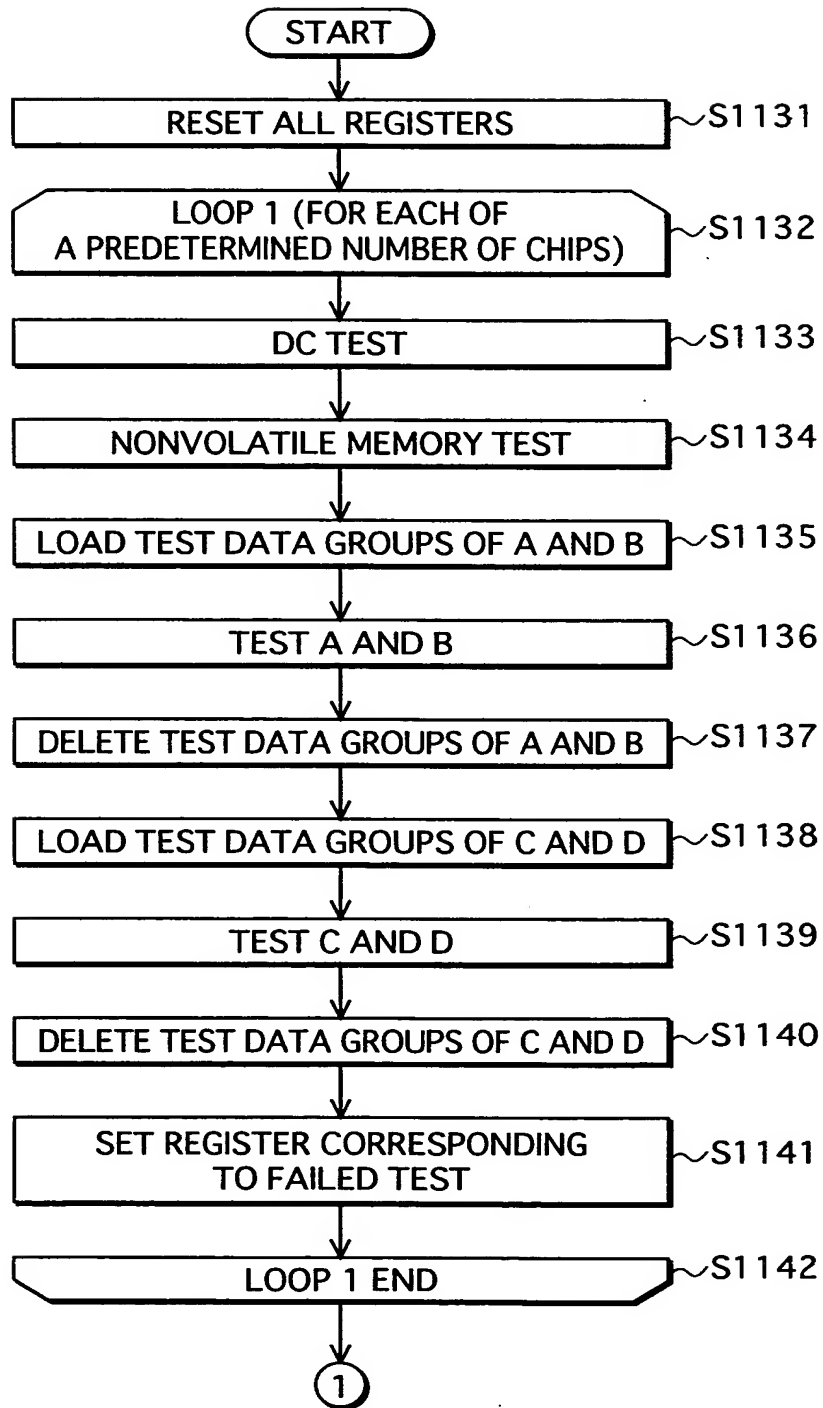 START
RESET ALL REGISTERS
S1131
LOOP 1 (FOR EACH OF
A PREDETERMINED NUMBER OF CHIPS)
S1132
DC TEST
S1133
NONVOLATILE MEMORY TEST
S1134
LOAD TEST DATA GROUPS OF A AND B
S1135
TEST A AND B
S1136
DELETE TEST DATA GROUPS OF A AND B
S1137
LOAD TEST DATA GROUPS OF C AND D
S1138
TEST C AND D
S1139
DELETE TEST DATA GROUPS OF C AND D
S1140
SET REGISTER CORRESPONDING
TO FAILED TEST
S1141
LOOP 1 END
S1142
1